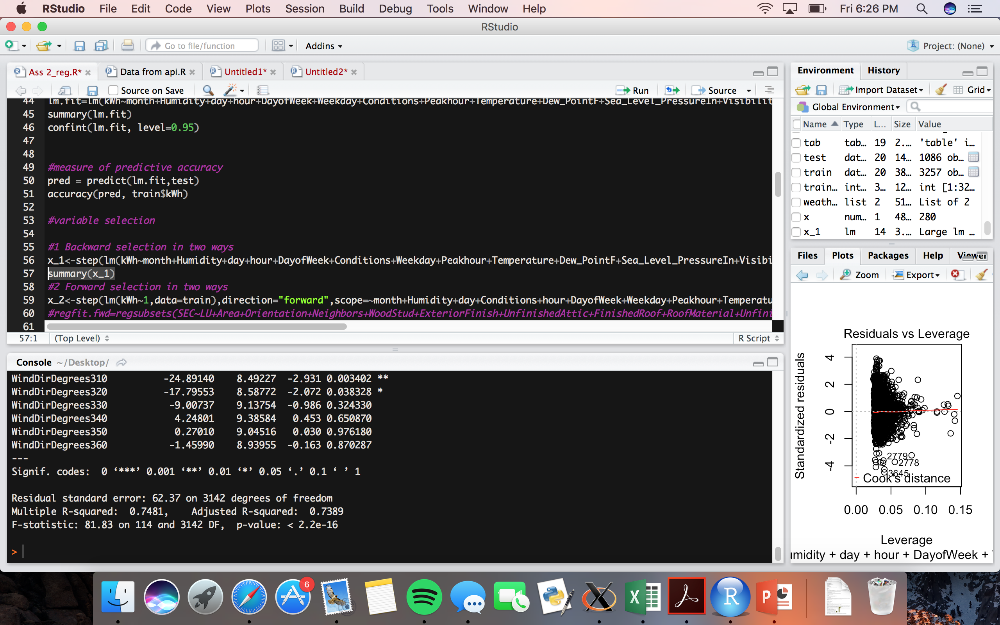 RStudio File Edit Code View Plots Session Build Debug Tools Window Help Fri 6:26 PM
RStudio
Go to file/function Addins Project: (None)
Ass 2_reg.R* Data from api.R Untitled1* Untitled2*
Source on Save Run Source
44 lm.fit=lm(kWh~month+Humidity+day+hour+DayofWeek+Weekday+Conditions+Peakhour+Temperature+Dew_PointF+Sea_Level_PressureIn+Visibilit
45 summary(lm.fit)
46 confint(lm.fit, level=0.95)
47
48
49 #measure of predictive accuracy
50 pred = predict(lm.fit,test)
51 accuracy(pred, train$kWh)
52
53 #variable selection
54
55 #1 Backward selection in two ways
56 x_1<-step(lm(kWh~month+Humidity+day+hour+DayofWeek+Conditions+Weekday+Peakhour+Temperature+Dew_PointF+Sea_Level_PressureIn+Visibi
57 summary(x_1)
58 #2 Forward selection in two ways
59 x_2<-step(lm(kWh~1,data=train),direction="forward",scope=~month+Humidity+day+Conditions+hour+DayofWeek+Weekday+Peakhour+Temperatu
60 #regfit.fwd=regsubsets(SEC~LU+Area+Orientation+Neighbors+WoodStud+ExteriorFinish+UnfinishedAttic+FinishedRoof+RoofMaterial+Unfini
61
57:1 (Top Level) R Script
Console ~/Desktop/
WindDirDegrees310 -24.89140 8.49227 -2.931 0.003402 **
WindDirDegrees320 -17.79553 8.58772 -2.072 0.038328 *
WindDirDegrees330 -9.00737 9.13754 -0.986 0.324330
WindDirDegrees340 4.24801 9.38584 0.453 0.650870
WindDirDegrees350 0.27010 9.04516 0.030 0.976180
WindDirDegrees360 -1.45990 8.93955 -0.163 0.870287
---
Signif. codes: 0 ‘***’ 0.001 ‘**’ 0.01 ‘*’ 0.05 ‘.’ 0.1 ‘ ’ 1
Residual standard error: 62.37 on 3142 degrees of freedom
Multiple R-squared: 0.7481, Adjusted R-squared: 0.7389
F-statistic: 81.83 on 114 and 3142 DF, p-value: < 2.2e-16
>
Environment History
Import Dataset Grid
Global Environment
Name Type L... Size Value
tab tab… 19 2.… 'table' i…
test dat… 20 14… 1086 ob…
train dat… 20 38… 3257 ob…
train… int… 3… 12… int [1:32…
weath… list 2 51… List of 2
x num… 1 48… 280
x_1 lm 14 3.… Large lm …
Files Plots Packages Help Viewer
Zoom Export
Residuals vs Leverage
Standardized residuals
4
2
0
-2
-4
2779
2778
3645
Cook's distance
0.00 0.05 0.10 0.15
Leverage
umidity + day + hour + DayofWeek +
6
X
R
P
.r